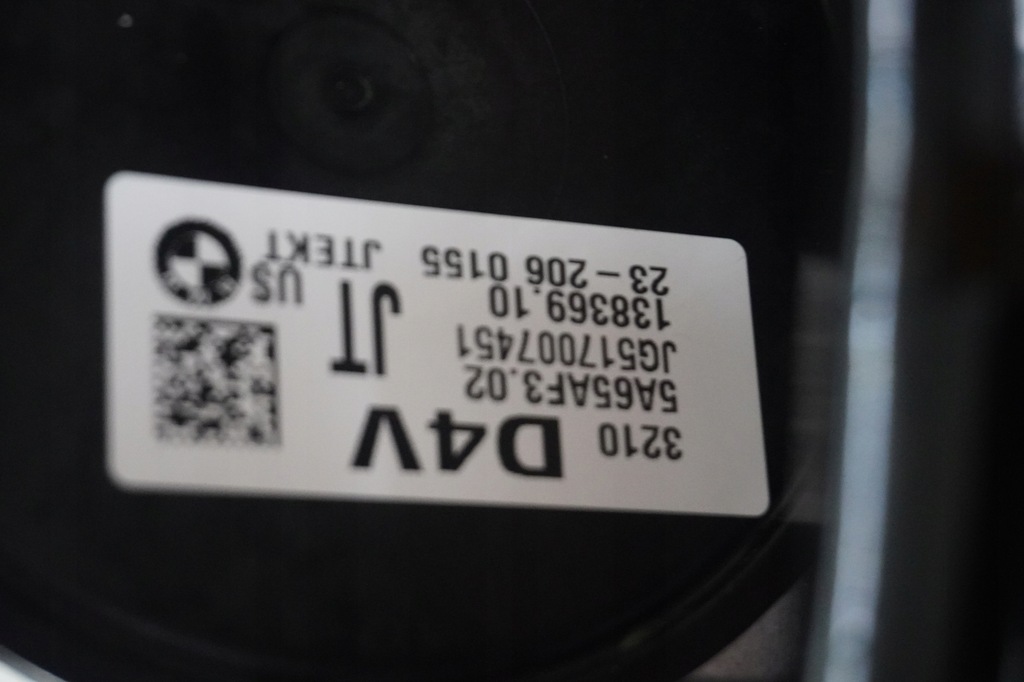 3210 D4V
5A65AF3.02
JG517007451 JT
138369.10 US
23-206 0155 JTEKT